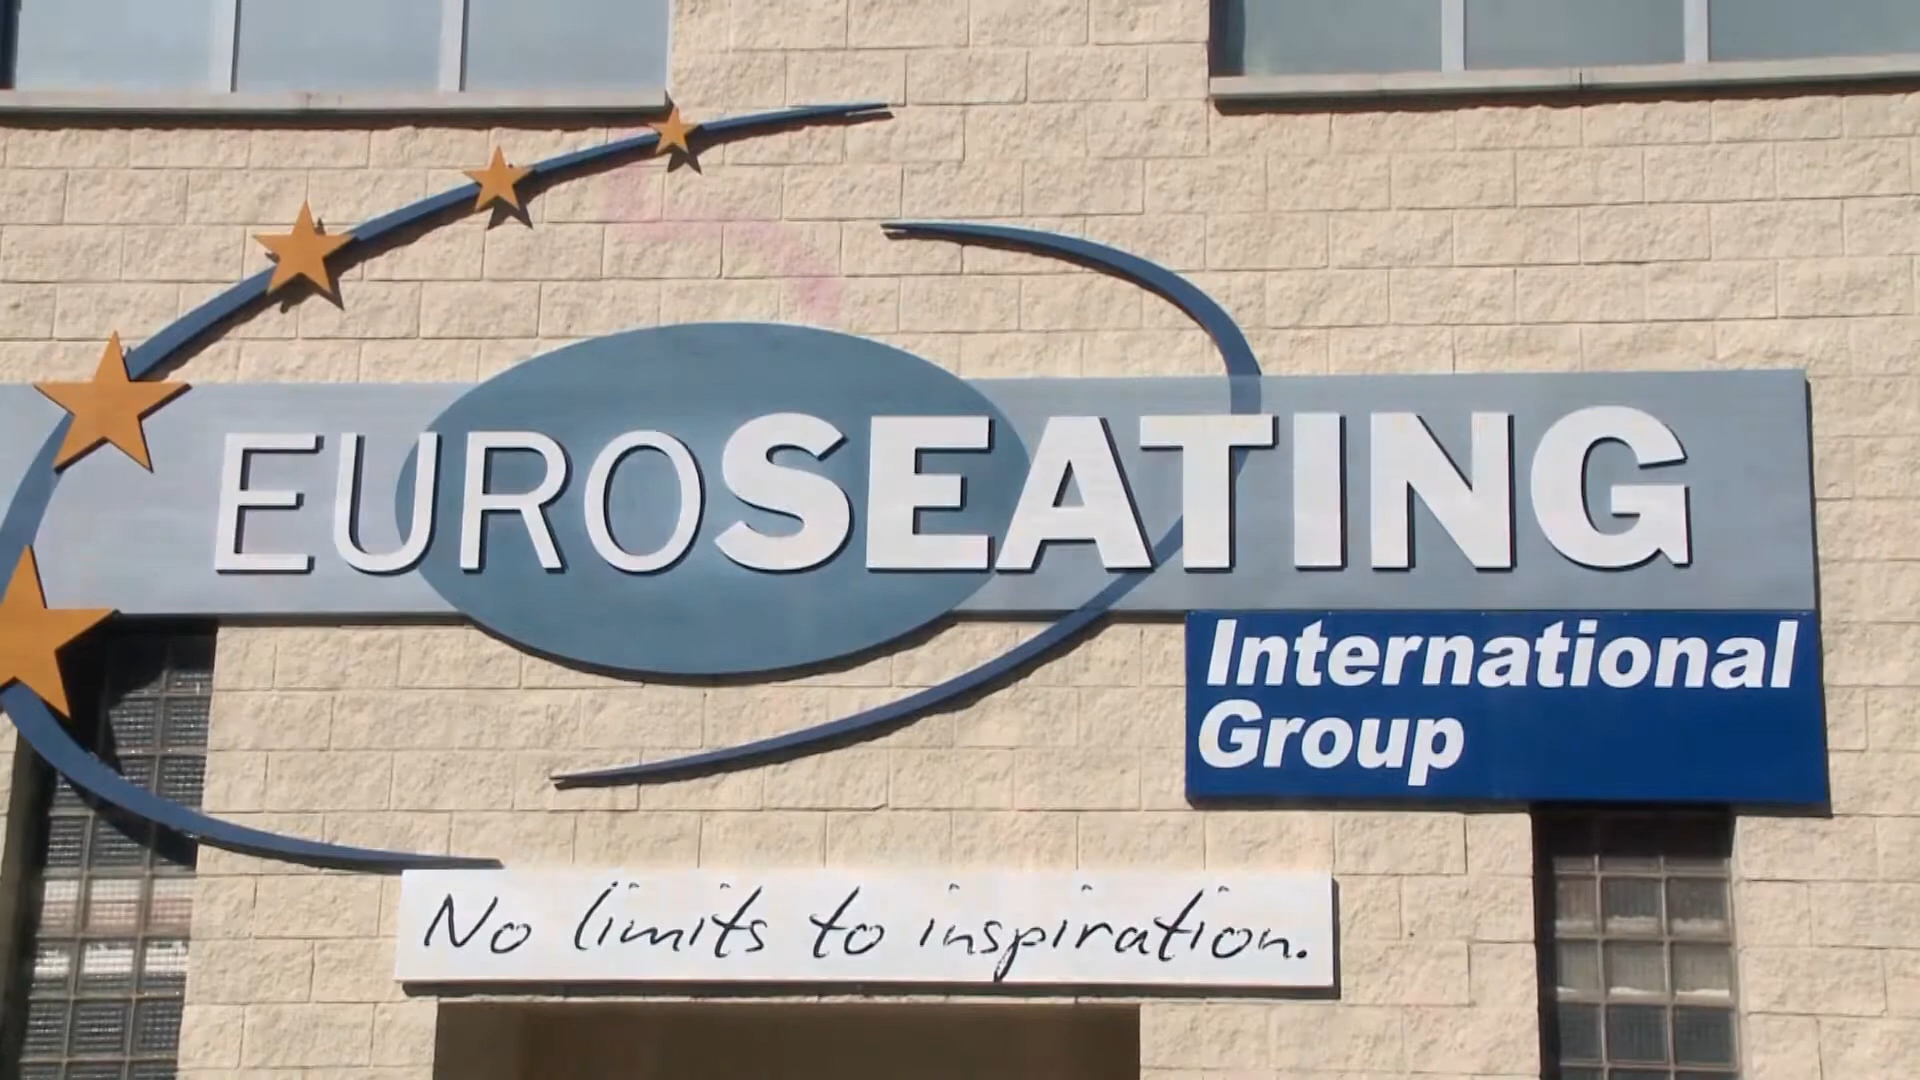 EUROSEATING
International
Group
No limits to inspiration.